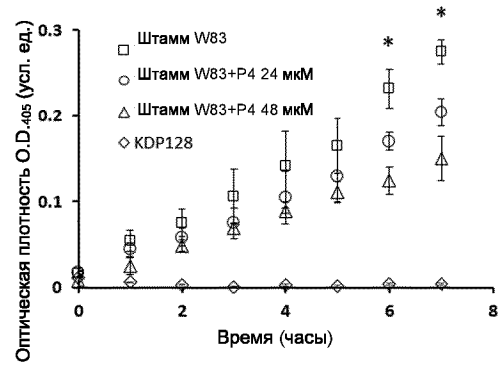 Оптическая плотность O.D.405 (усл. ед.)
0.3
0.2
0.1
0
Штамм W83
Штамм W83+P4 24 мкМ
Штамм W83+P4 48 мкМ
KDP128
* *
0 2 4 6 8
Время (часы)